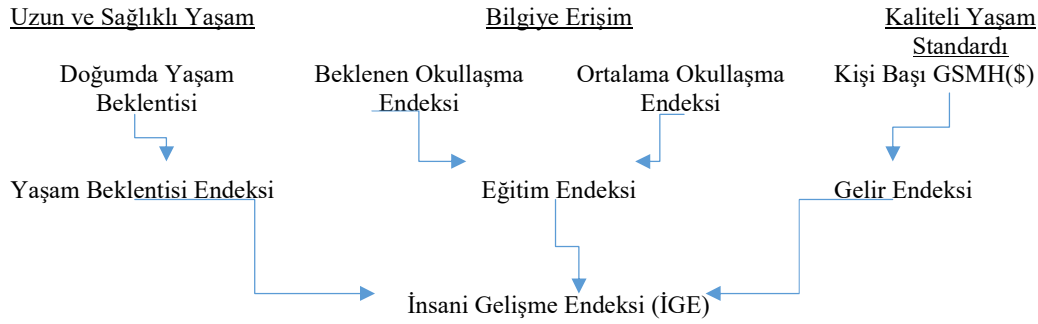 Uzun ve Sağlıklı Yaşam
Bilgiye Erişim
Kaliteli Yaşam
Standardı
Doğumda Yaşam
Beklentisi
Beklenen Okullaşma
Endeksi
Ortalama Okullaşma
Endeksi
Kişi Başı GSMH($)
Yaşam Beklentisi Endeksi
Eğitim Endeksi
Gelir Endeksi
İnsani Gelişme Endeksi (İGE)